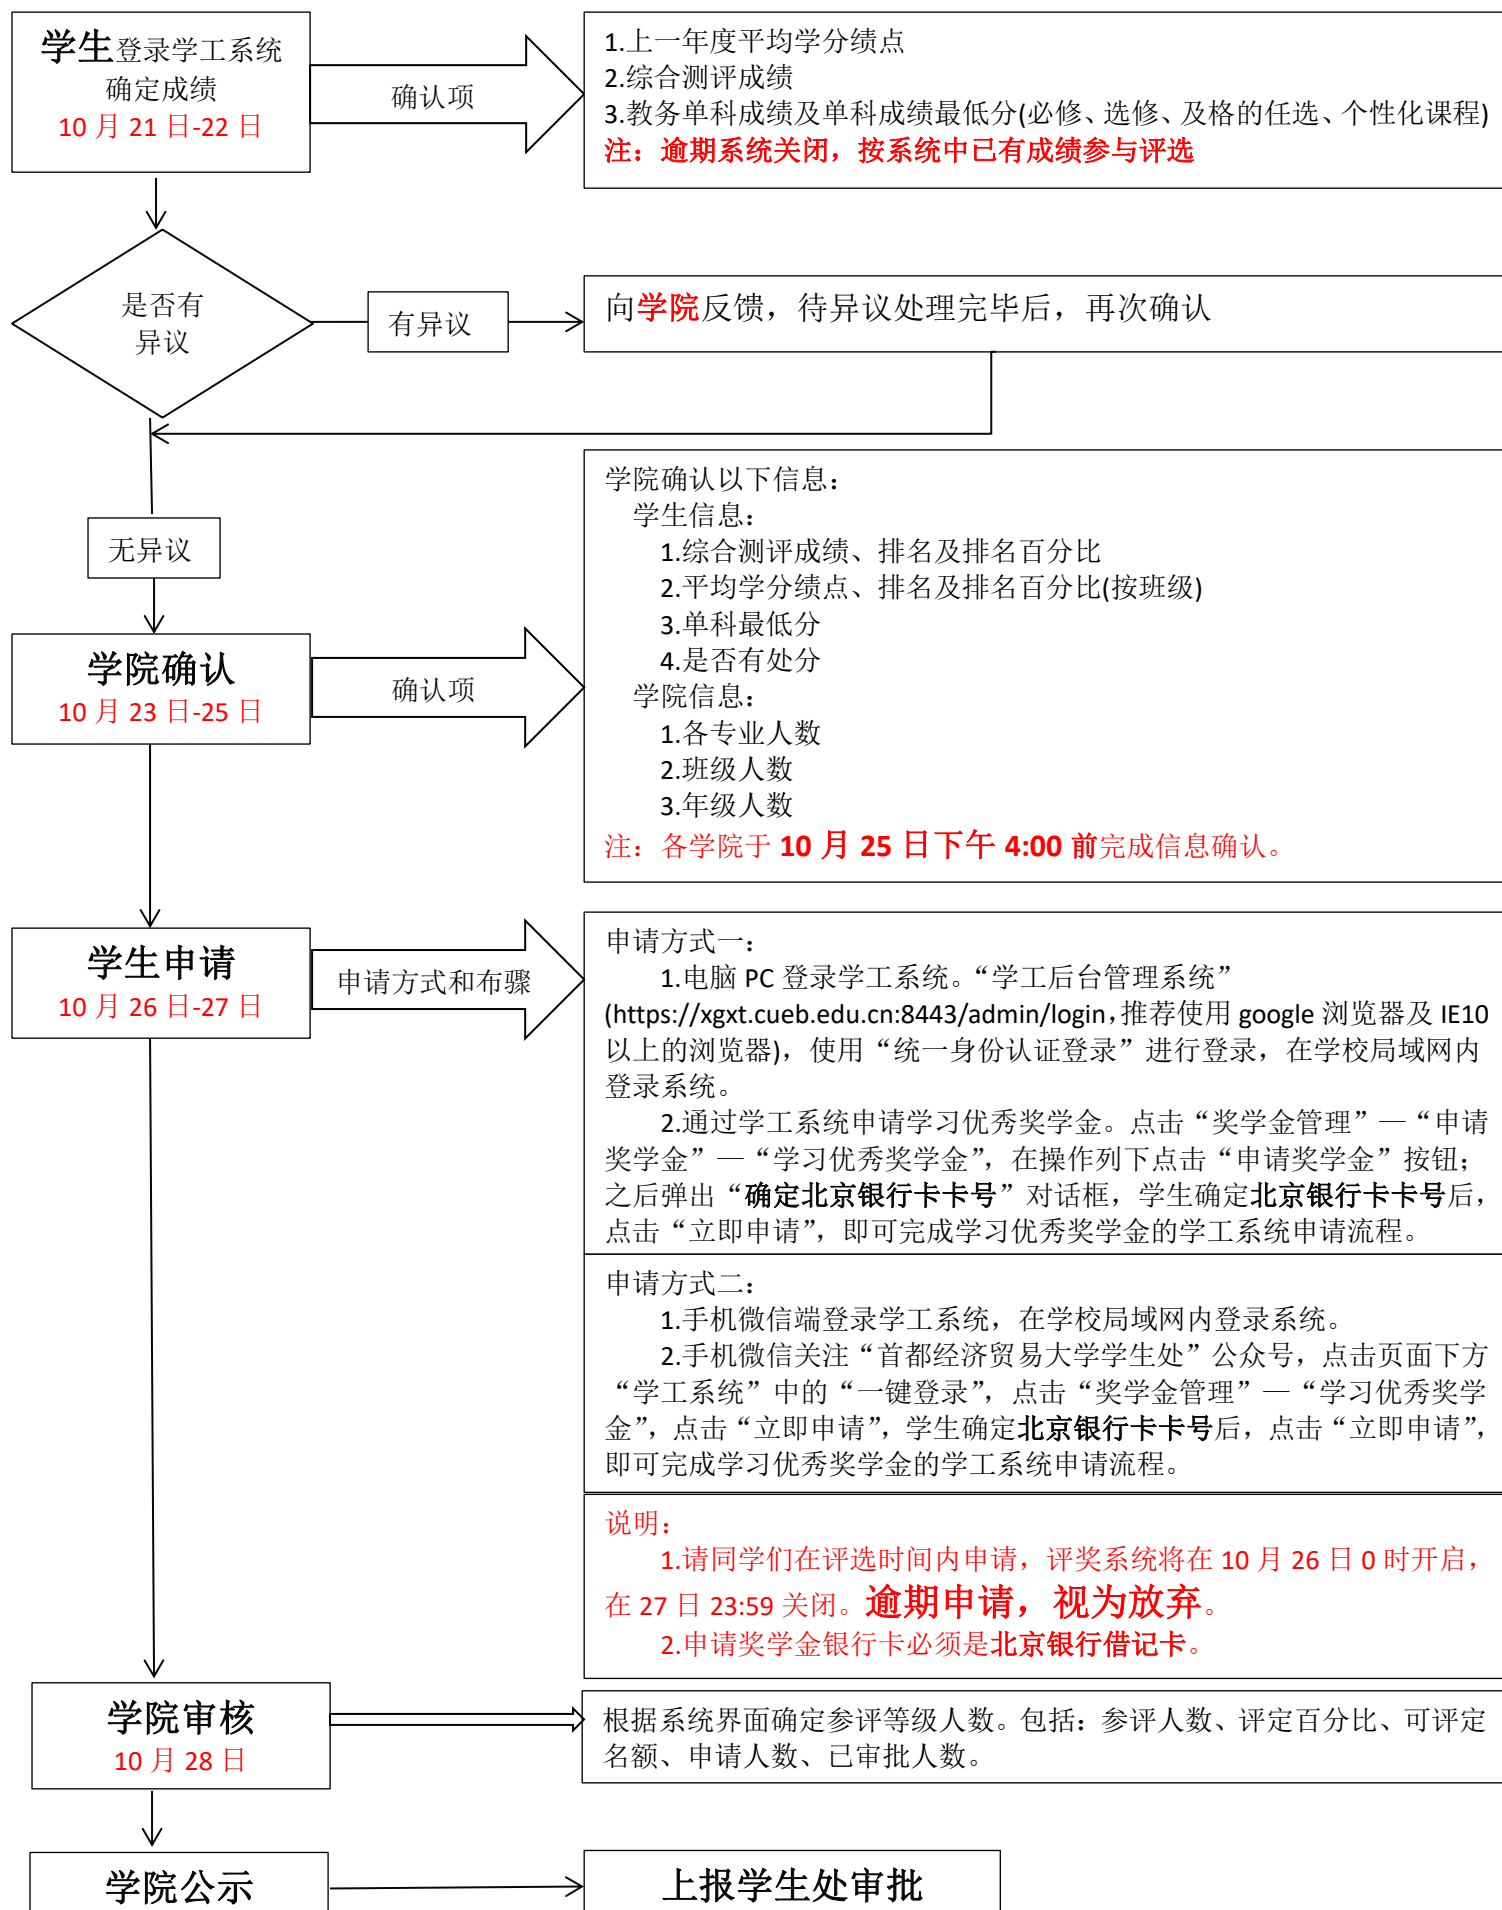 学生登录学工系统
确定成绩
10 月 21 日-22 日
确认项
1.上一年度平均学分绩点
2.综合测评成绩
3.教务单科成绩及单科成绩最低分(必修、选修、及格的任选、个性化课程)
注：逾期系统关闭，按系统中已有成绩参与评选
是否有
异议
有异议
向学院反馈，待异议处理完毕后，再次确认
无异议
学院确认
10 月 23 日-25 日
确认项
学院确认以下信息：
学生信息：
1.综合测评成绩、排名及排名百分比
2.平均学分绩点、排名及排名百分比(按班级)
3.单科最低分
4.是否有处分
学院信息：
1.各专业人数
2.班级人数
3.年级人数
注：各学院于 10 月 25 日下午 4:00 前完成信息确认。
学生申请
10 月 26 日-27 日
申请方式和布骤
申请方式一：
1.电脑 PC 登录学工系统。“学工后台管理系统”
(https://xgxt.cueb.edu.cn:8443/admin/login，推荐使用 google 浏览器及 IE10
以上的浏览器)，使用“统一身份认证登录”进行登录，在学校局域网内
登录系统。
2.通过学工系统申请学习优秀奖学金。点击“奖学金管理”—“申请
奖学金”—“学习优秀奖学金”，在操作列下点击“申请奖学金”按钮；
之后弹出“确定北京银行卡卡号”对话框，学生确定北京银行卡卡号后，
点击“立即申请”，即可完成学习优秀奖学金的学工系统申请流程。
申请方式二：
1.手机微信端登录学工系统，在学校局域网内登录系统。
2.手机微信关注“首都经济贸易大学学生处”公众号，点击页面下方
“学工系统”中的“一键登录”，点击“奖学金管理”—“学习优秀奖学
金”，点击“立即申请”，学生确定北京银行卡卡号后，点击“立即申请”，
即可完成学习优秀奖学金的学工系统申请流程。
说明：
1.请同学们在评选时间内申请，评奖系统将在 10 月 26 日 0 时开启，
在 27 日 23:59 关闭。逾期申请，视为放弃。
2.申请奖学金银行卡必须是北京银行借记卡。
学院审核
10 月 28 日
根据系统界面确定参评等级人数。包括：参评人数、评定百分比、可评定
名额、申请人数、已审批人数。
学院公示
上报学生处审批